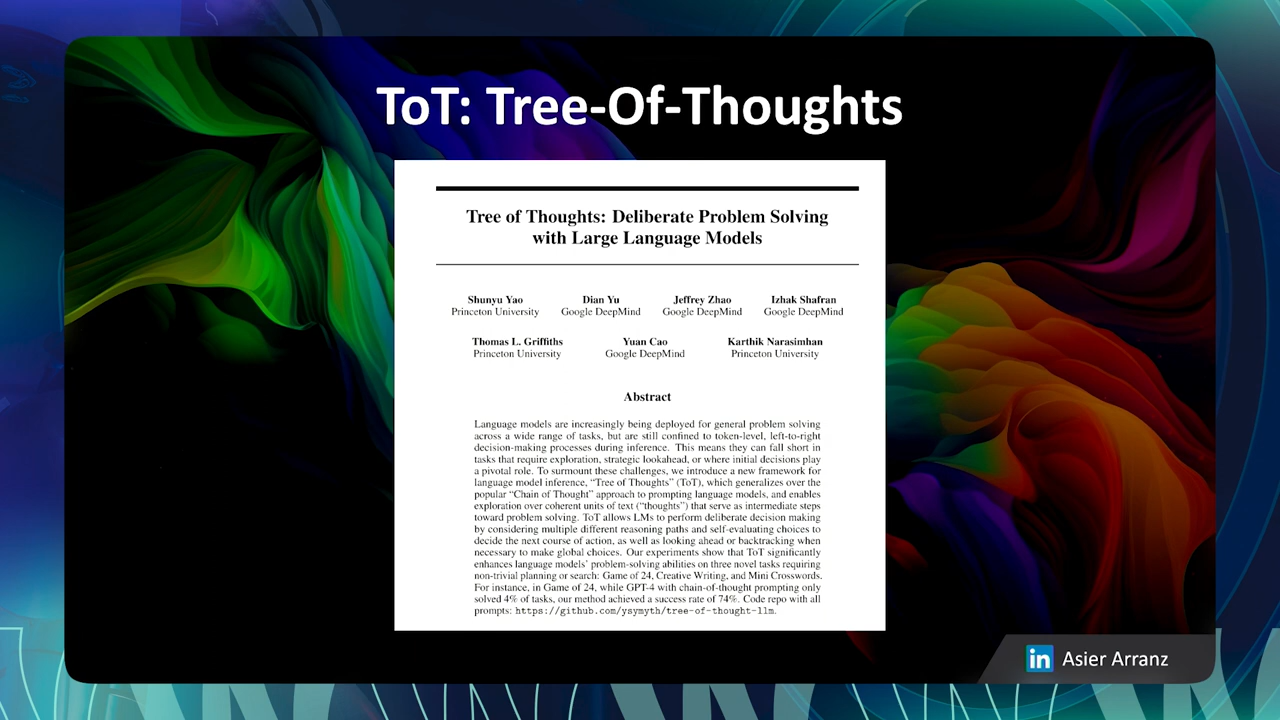 ToT: Tree-Of-Thoughts
Tree of Thoughts: Deliberate Problem Solving
with Large Language Models
Shunyu Yao Dian Yu Jeffrey Zhao Izhak Shafran
Princeton University Google DeepMind Google DeepMind Google DeepMind
Thomas L. Griffiths Yuan Cao Karthik Narasimhan
Princeton University Google DeepMind Princeton University
Abstract
Language models are increasingly being deployed for general problem solving
across a wide range of tasks, but are still confined to token-level, left-to-right
decision-making processes during inference. This means they can fall short in
tasks that require exploration, strategic lookahead, or where initial decisions play
a pivotal role. To surmount these challenges, we introduce a new framework for
language model inference, “Tree of Thoughts” (ToT), which generalizes over the
popular “Chain of Thought” approach to prompting language models, and enables
exploration over coherent units of text (“thoughts”) that serve as intermediate steps
toward problem solving. ToT allows LMs to perform deliberate decision making
by considering multiple different reasoning paths and self-evaluating choices to
decide the next course of action, as well as looking ahead or backtracking when
necessary to make global choices. Our experiments show that ToT significantly
enhances language models’ problem-solving abilities on three novel tasks requiring
non-trivial planning or search: Game of 24, Creative Writing, and Mini Crosswords.
For instance, in Game of 24, while GPT-4 with chain-of-thought prompting only
solved 4% of tasks, our method achieved a success rate of 74%. Code repo with all
prompts: https://github.com/ysymyth/tree-of-thought-llm.
in Asier Arranz